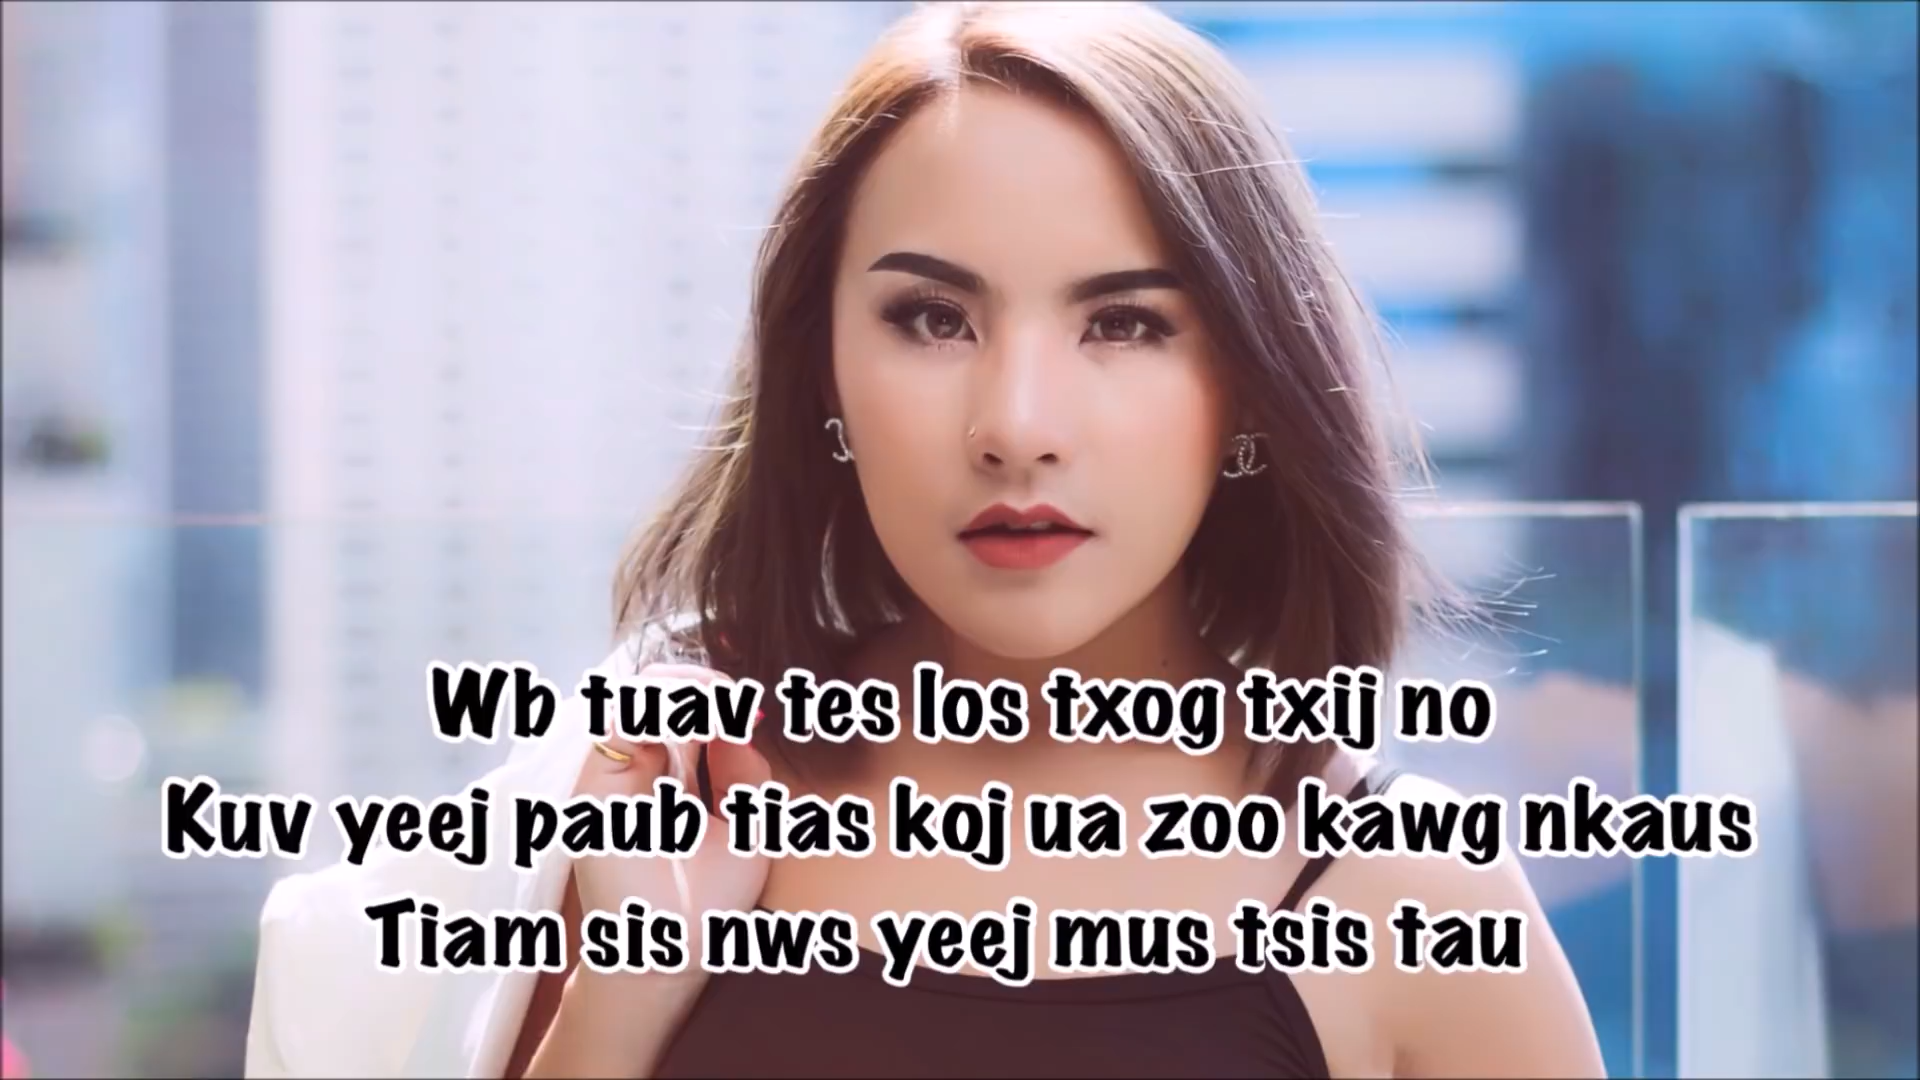 Wb tuav tes los txog txij no
Kuv yeej paub tias koj ua zoo kawg nkaus
Tiam sis nws yeej mus tsis tau